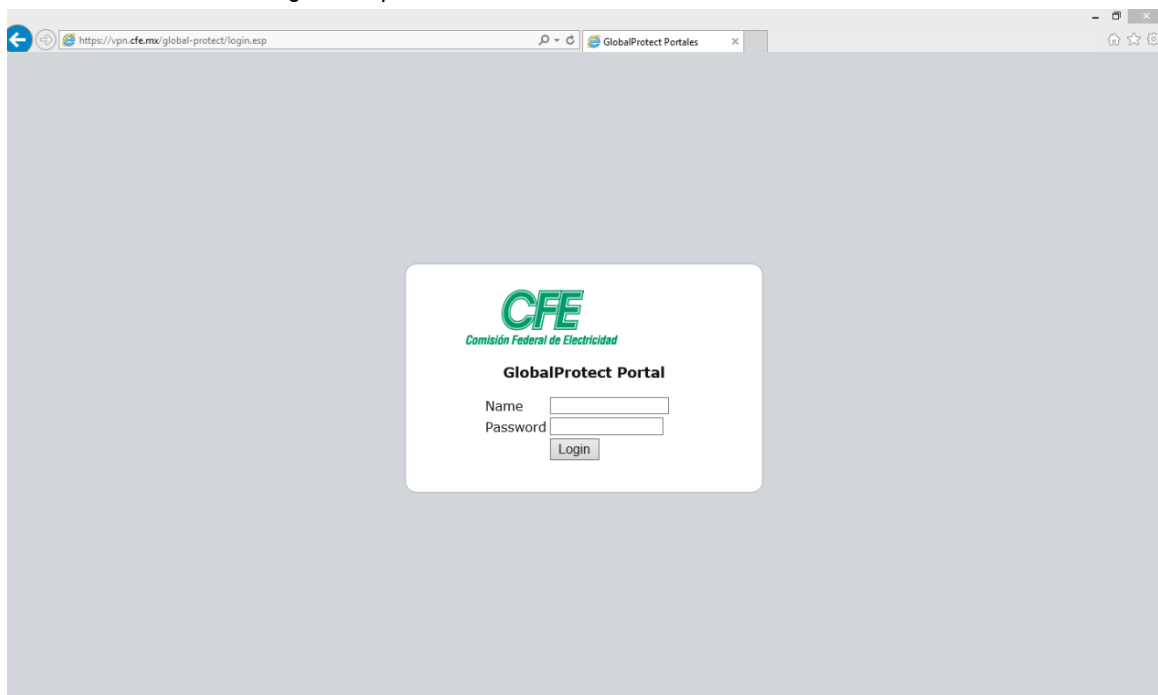 https://vpn.cfe.mx/global-protect/login.esp
GlobalProtect Portales
CFE
Comisión Federal de Electricidad
GlobalProtect Portal
Name
Password
Login